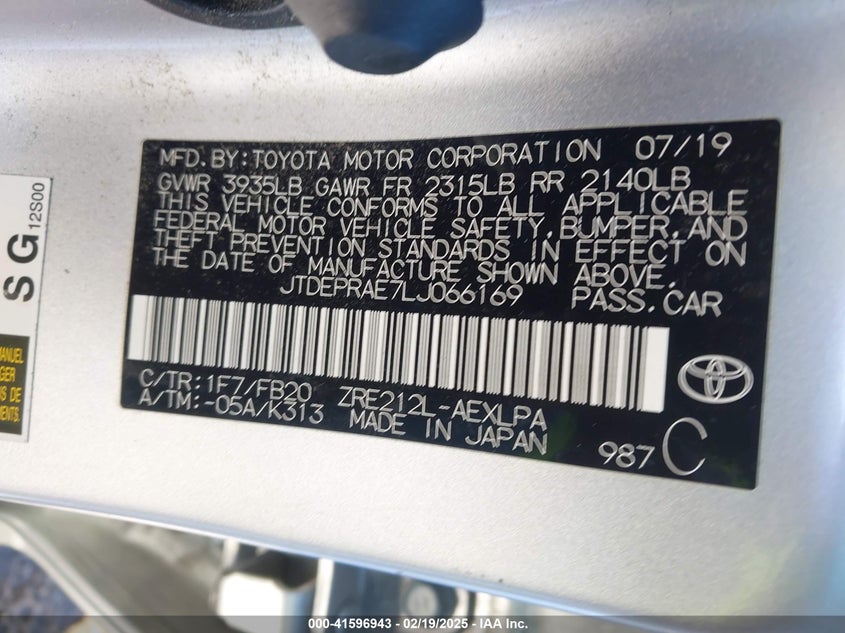 MFD. BY: TOYOTA MOTOR CORPORATION 07/19
GVWR 3935LB GAWR FR 2315LB RR 2140LB
THIS VEHICLE CONFORMS TO ALL APPLICABLE
FEDERAL MOTOR VEHICLE SAFETY, BUMPER, AND
THEFT PREVENTION STANDARDS IN EFFECT ON
THE DATE OF MANUFACTURE SHOWN ABOVE.
JTDEPRAE7LJ066169 PASS.CAR
C/TR: 1F7/FB20 ZRE212L-AEXLPA
A/TM:-05A/K313 MADE IN JAPAN
987 C
SG
12S00
MANUEL
000-41596943 / 02/19/2025 - IAA Inc.